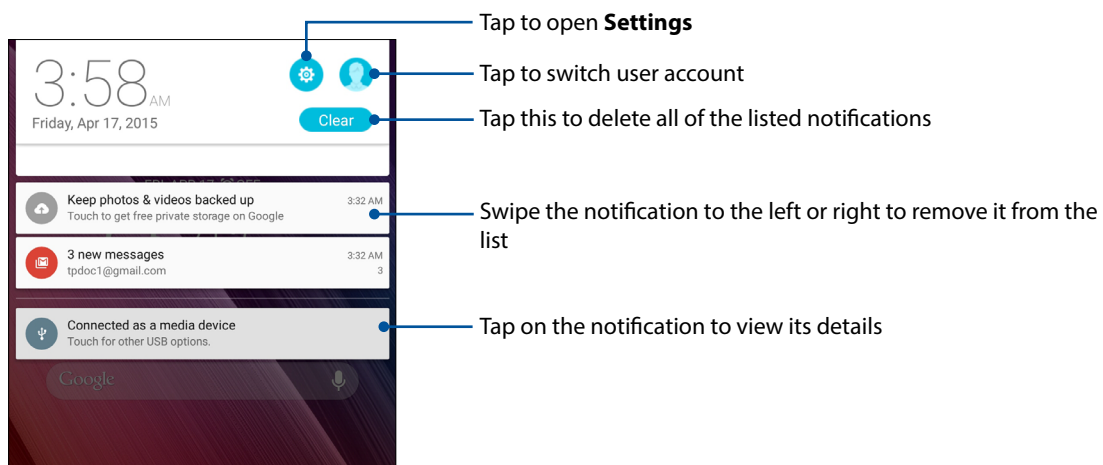 Tap to open Settings
3:58 AM
Tap to switch user account
Friday, Apr 17, 2015
Clear
Tap this to delete all of the listed notifications
Keep photos & videos backed up
3:32 AM
Touch to get free private storage on Google
Swipe the notification to the left or right to remove it from the
list
3 new messages
3:32 AM
tpdoc1@gmail.com
3
Connected as a media device
Touch for other USB options.
Tap on the notification to view its details
Google